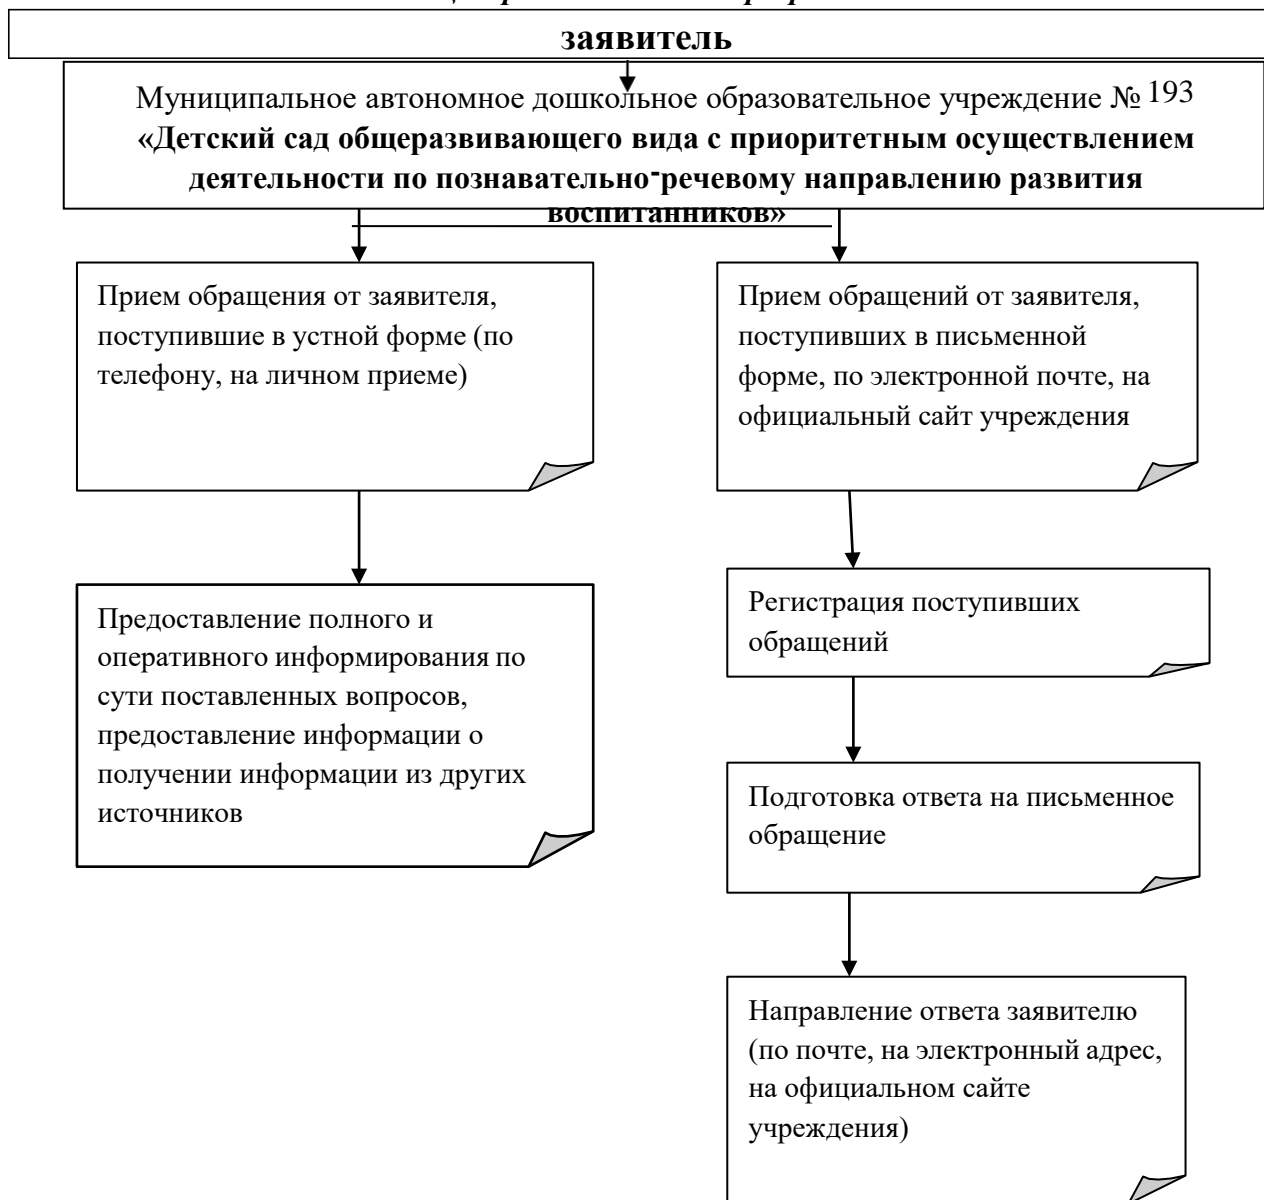 заявитель
Муниципальное автономное дошкольное образовательное учреждение № 193
«Детский сад общеразвивающего вида с приоритетным осуществлением
деятельности по познавательно-речевому направлению развития
воспитанников»
Прием обращения от заявителя,
поступившие в устной форме (по
телефону, на личном приеме)
Прием обращений от заявителя,
поступивших в письменной
форме, по электронной почте, на
официальный сайт учреждения
Предоставление полного и
оперативного информирования по
сути поставленных вопросов,
предоставление информации о
получении информации из других
источников
Регистрация поступивших
обращений
Подготовка ответа на письменное
обращение
Направление ответа заявителю
(по почте, на электронный адрес,
на официальном сайте
учреждения)